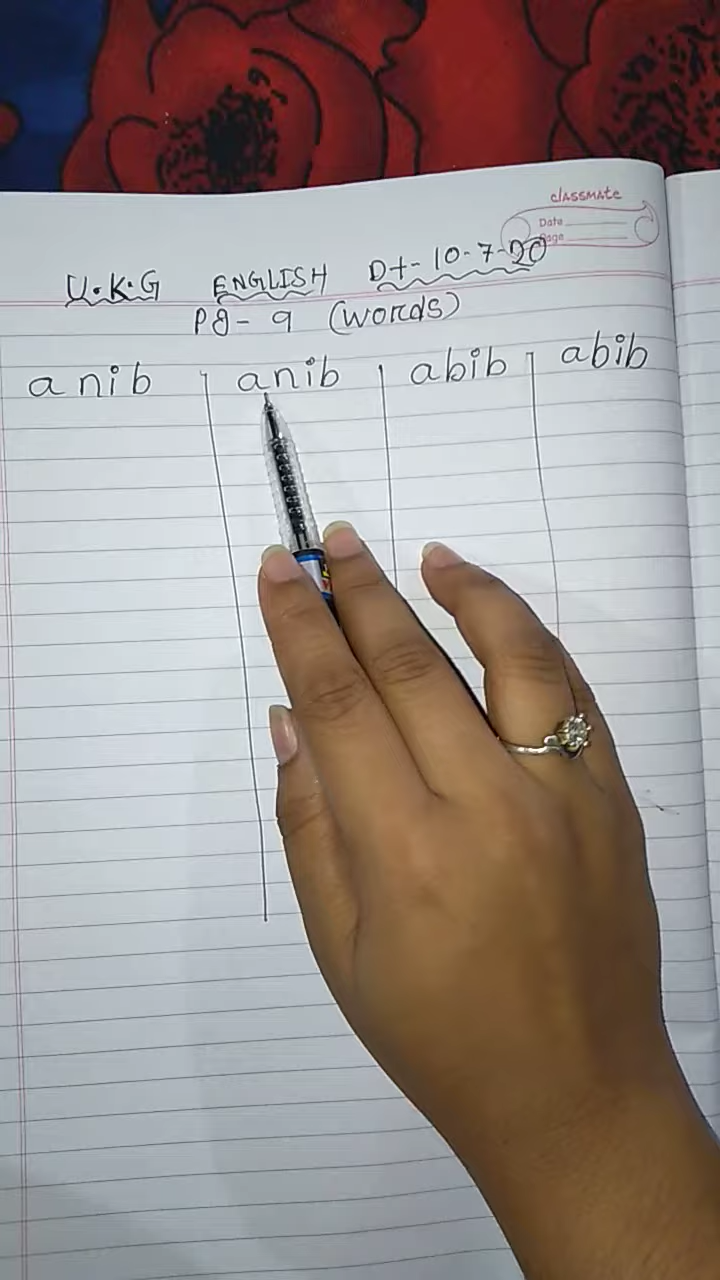 classmate
Date
Page
U.K.G ENGLISH Dt- 10-7-20
Pg- 9 (words)
anib anib abib abib